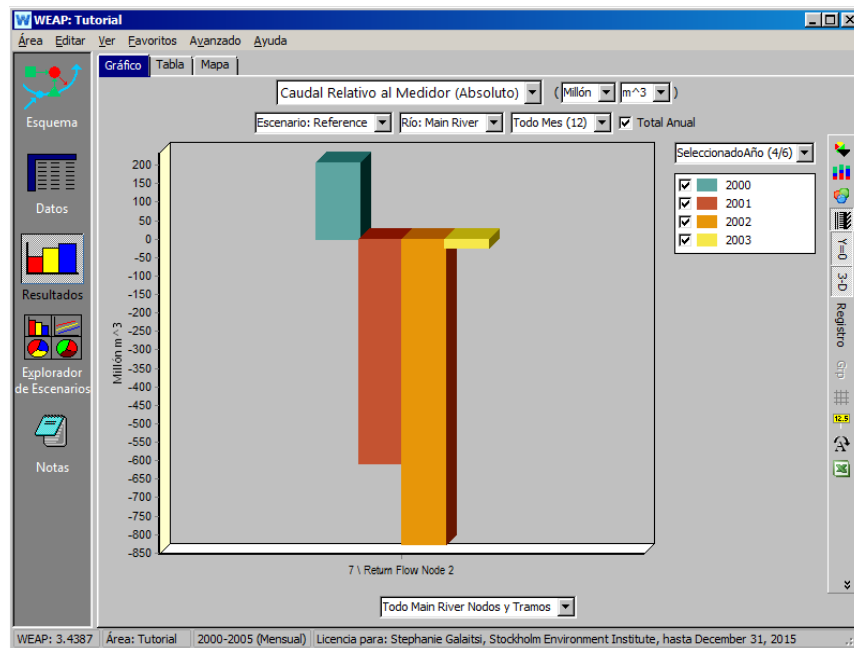 WEAP: Tutorial
Área Editar Ver Favoritos Avanzado Ayuda
Gráfico Tabla Mapa
Caudal Relativo al Medidor (Absoluto) ( Millón m^3 )
Escenario: Reference Río: Main River Todo Mes (12) Total Anual
SeleccionadoAño (4/6)
2000
2001
2002
2003
Esquema
Datos
Resultados
Explorador
de Escenarios
Notas
Millón m^3
200
150
100
50
0
-50
-100
-150
-200
-250
-300
-350
-400
-450
-500
-550
-600
-650
-700
-750
-800
-850
7 \ Return Flow Node 2
Todo Main River Nodos y Tramos
Y=0
3-D
Registro
Grp
12.5
A
WEAP: 3.4387 Área: Tutorial 2000-2005 (Mensual) Licencia para: Stephanie Galaitsi, Stockholm Environment Institute, hasta December 31, 2015